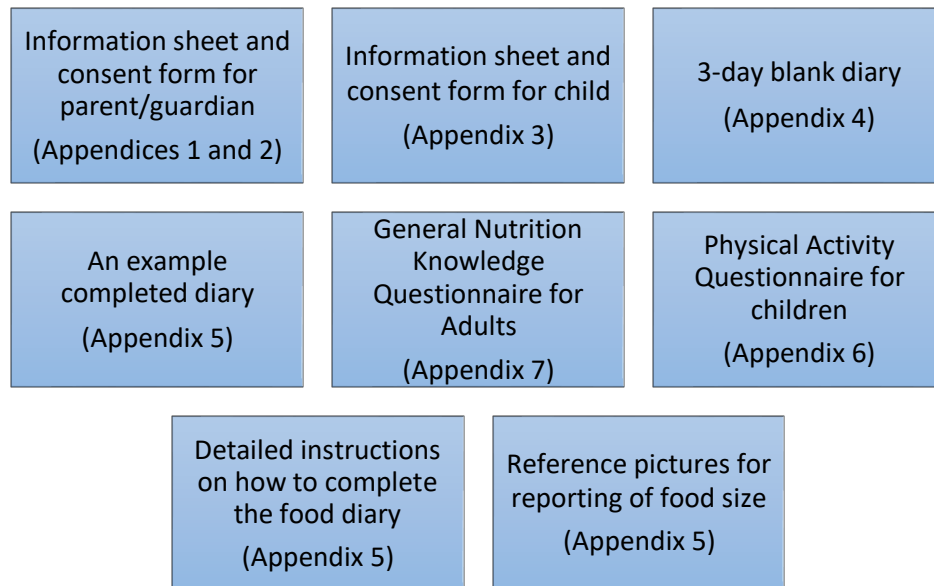 Information sheet and
consent form for
parent/guardian
(Appendices 1 and 2)
Information sheet and
consent form for child
(Appendix 3)
3-day blank diary
(Appendix 4)
An example
completed diary
(Appendix 5)
General Nutrition
Knowledge
Questionnaire for
Adults
(Appendix 7)
Physical Activity
Questionnaire for
children
(Appendix 6)
Detailed instructions
on how to complete
the food diary
(Appendix 5)
Reference pictures for
reporting of food size
(Appendix 5)